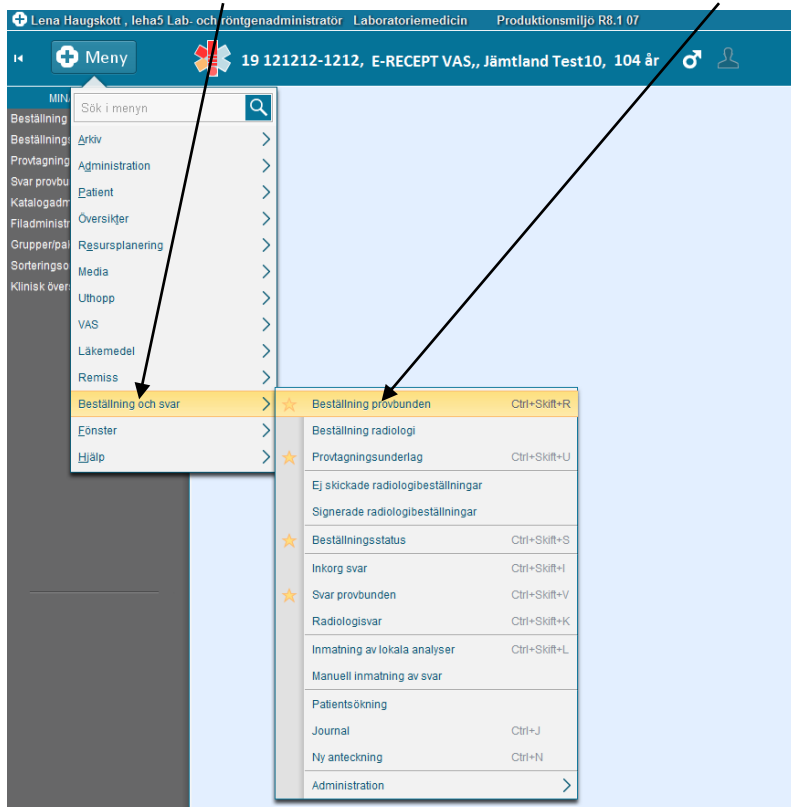 Lena Haugskott , leha5 Lab- och röntgenadministratör Laboratoriemedicin Produktionsmiljö R8.1 07
Meny
19 121212-1212, E-RECEPT VAS,, Jämtland Test10, 104 år
MIN
Sök i menyn
Beställning
Beställnings
Provtagning
Svar provbu
Katalogadm
Filadministr
Grupper/pak
Sorteringso
Klinisk övers
Arkiv
Administration
Patient
Översikter
Resursplanering
Media
Uthopp
VAS
Läkemedel
Remiss
Beställning och svar
Fönster
Hjälp
Beställning provbunden Ctrl+Skift+R
Beställning radiologi
Provtagningsunderlag Ctrl+Skift+U
Ej skickade radiologibeställningar
Signerade radiologibeställningar
Beställningsstatus Ctrl+Skift+S
Inkorg svar Ctrl+Skift+I
Svar provbunden Ctrl+Skift+V
Radiologisvar Ctrl+Skift+K
Inmatning av lokala analyser Ctrl+Skift+L
Manuell inmatning av svar
Patientsökning
Journal Ctrl+J
Ny anteckning Ctrl+N
Administration